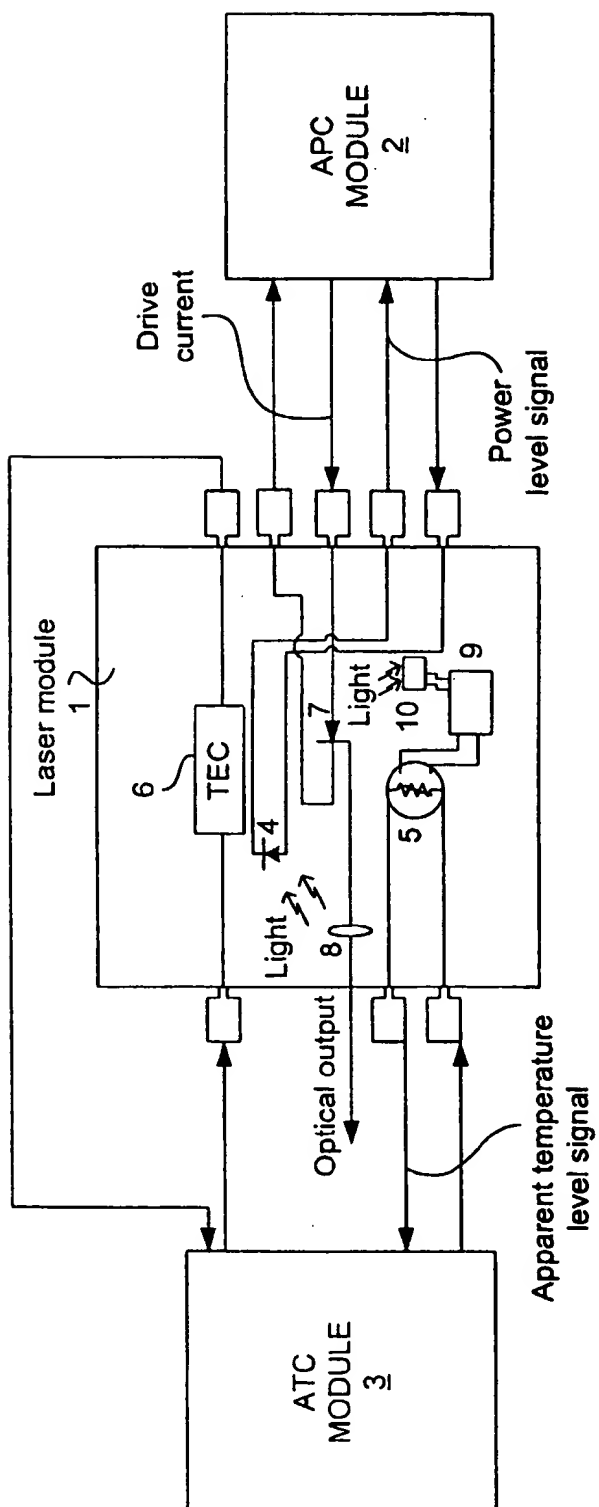 Laser module
1
6
TEC
Drive
current
APC
MODULE
2
Power
level signal
Light
4
7
Light
10
9
8
5
Optical output
ATC
MODULE
3
Apparent temperature
level signal